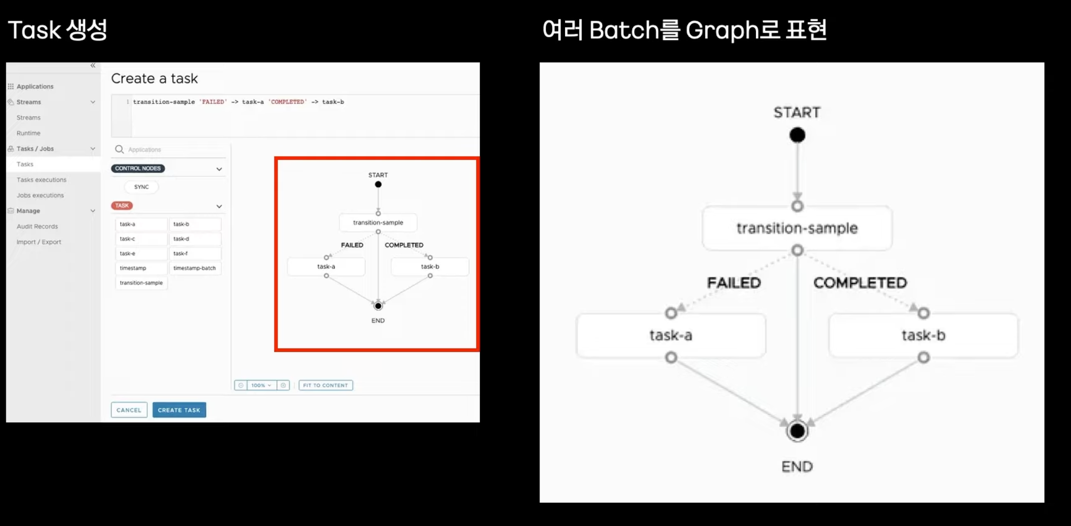 Task 생성
여러 Batch를 Graph로 표현
Applications
Streams
Streams
Runtime
Tasks / Jobs
Tasks
Tasks executions
Jobs executions
Manage
Audit Records
Import / Export
Create a task
1 transition-sample 'FAILED' -> task-a 'COMPLETED' -> task-b
Applications
CONTROL NODES
SYNC
TASK
task-a task-b
task-c task-d
task-e task-f
timestamp timestamp-batch
transition-sample
START
transition-sample
FAILED COMPLETED
task-a task-b
END
100%
FIT TO CONTENT
CANCEL CREATE TASK
START
transition-sample
FAILED COMPLETED
task-a task-b
END